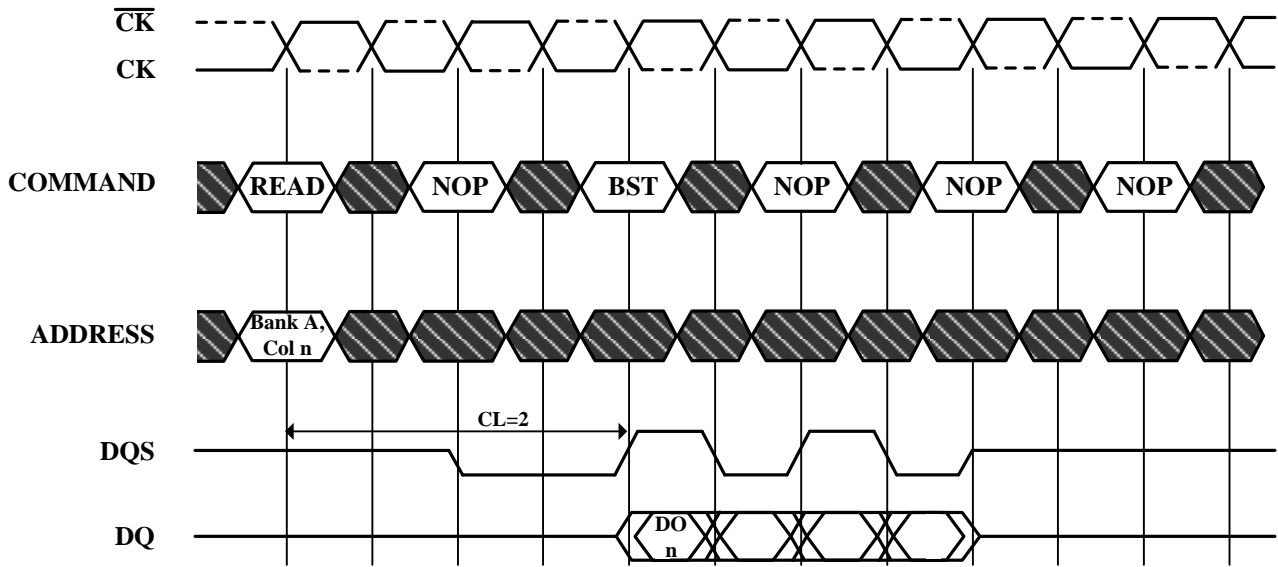 CK
CK
COMMAND READ NOP BST NOP NOP NOP
ADDRESS Bank A,
Col n
CL=2
DQS
DQ DO
n